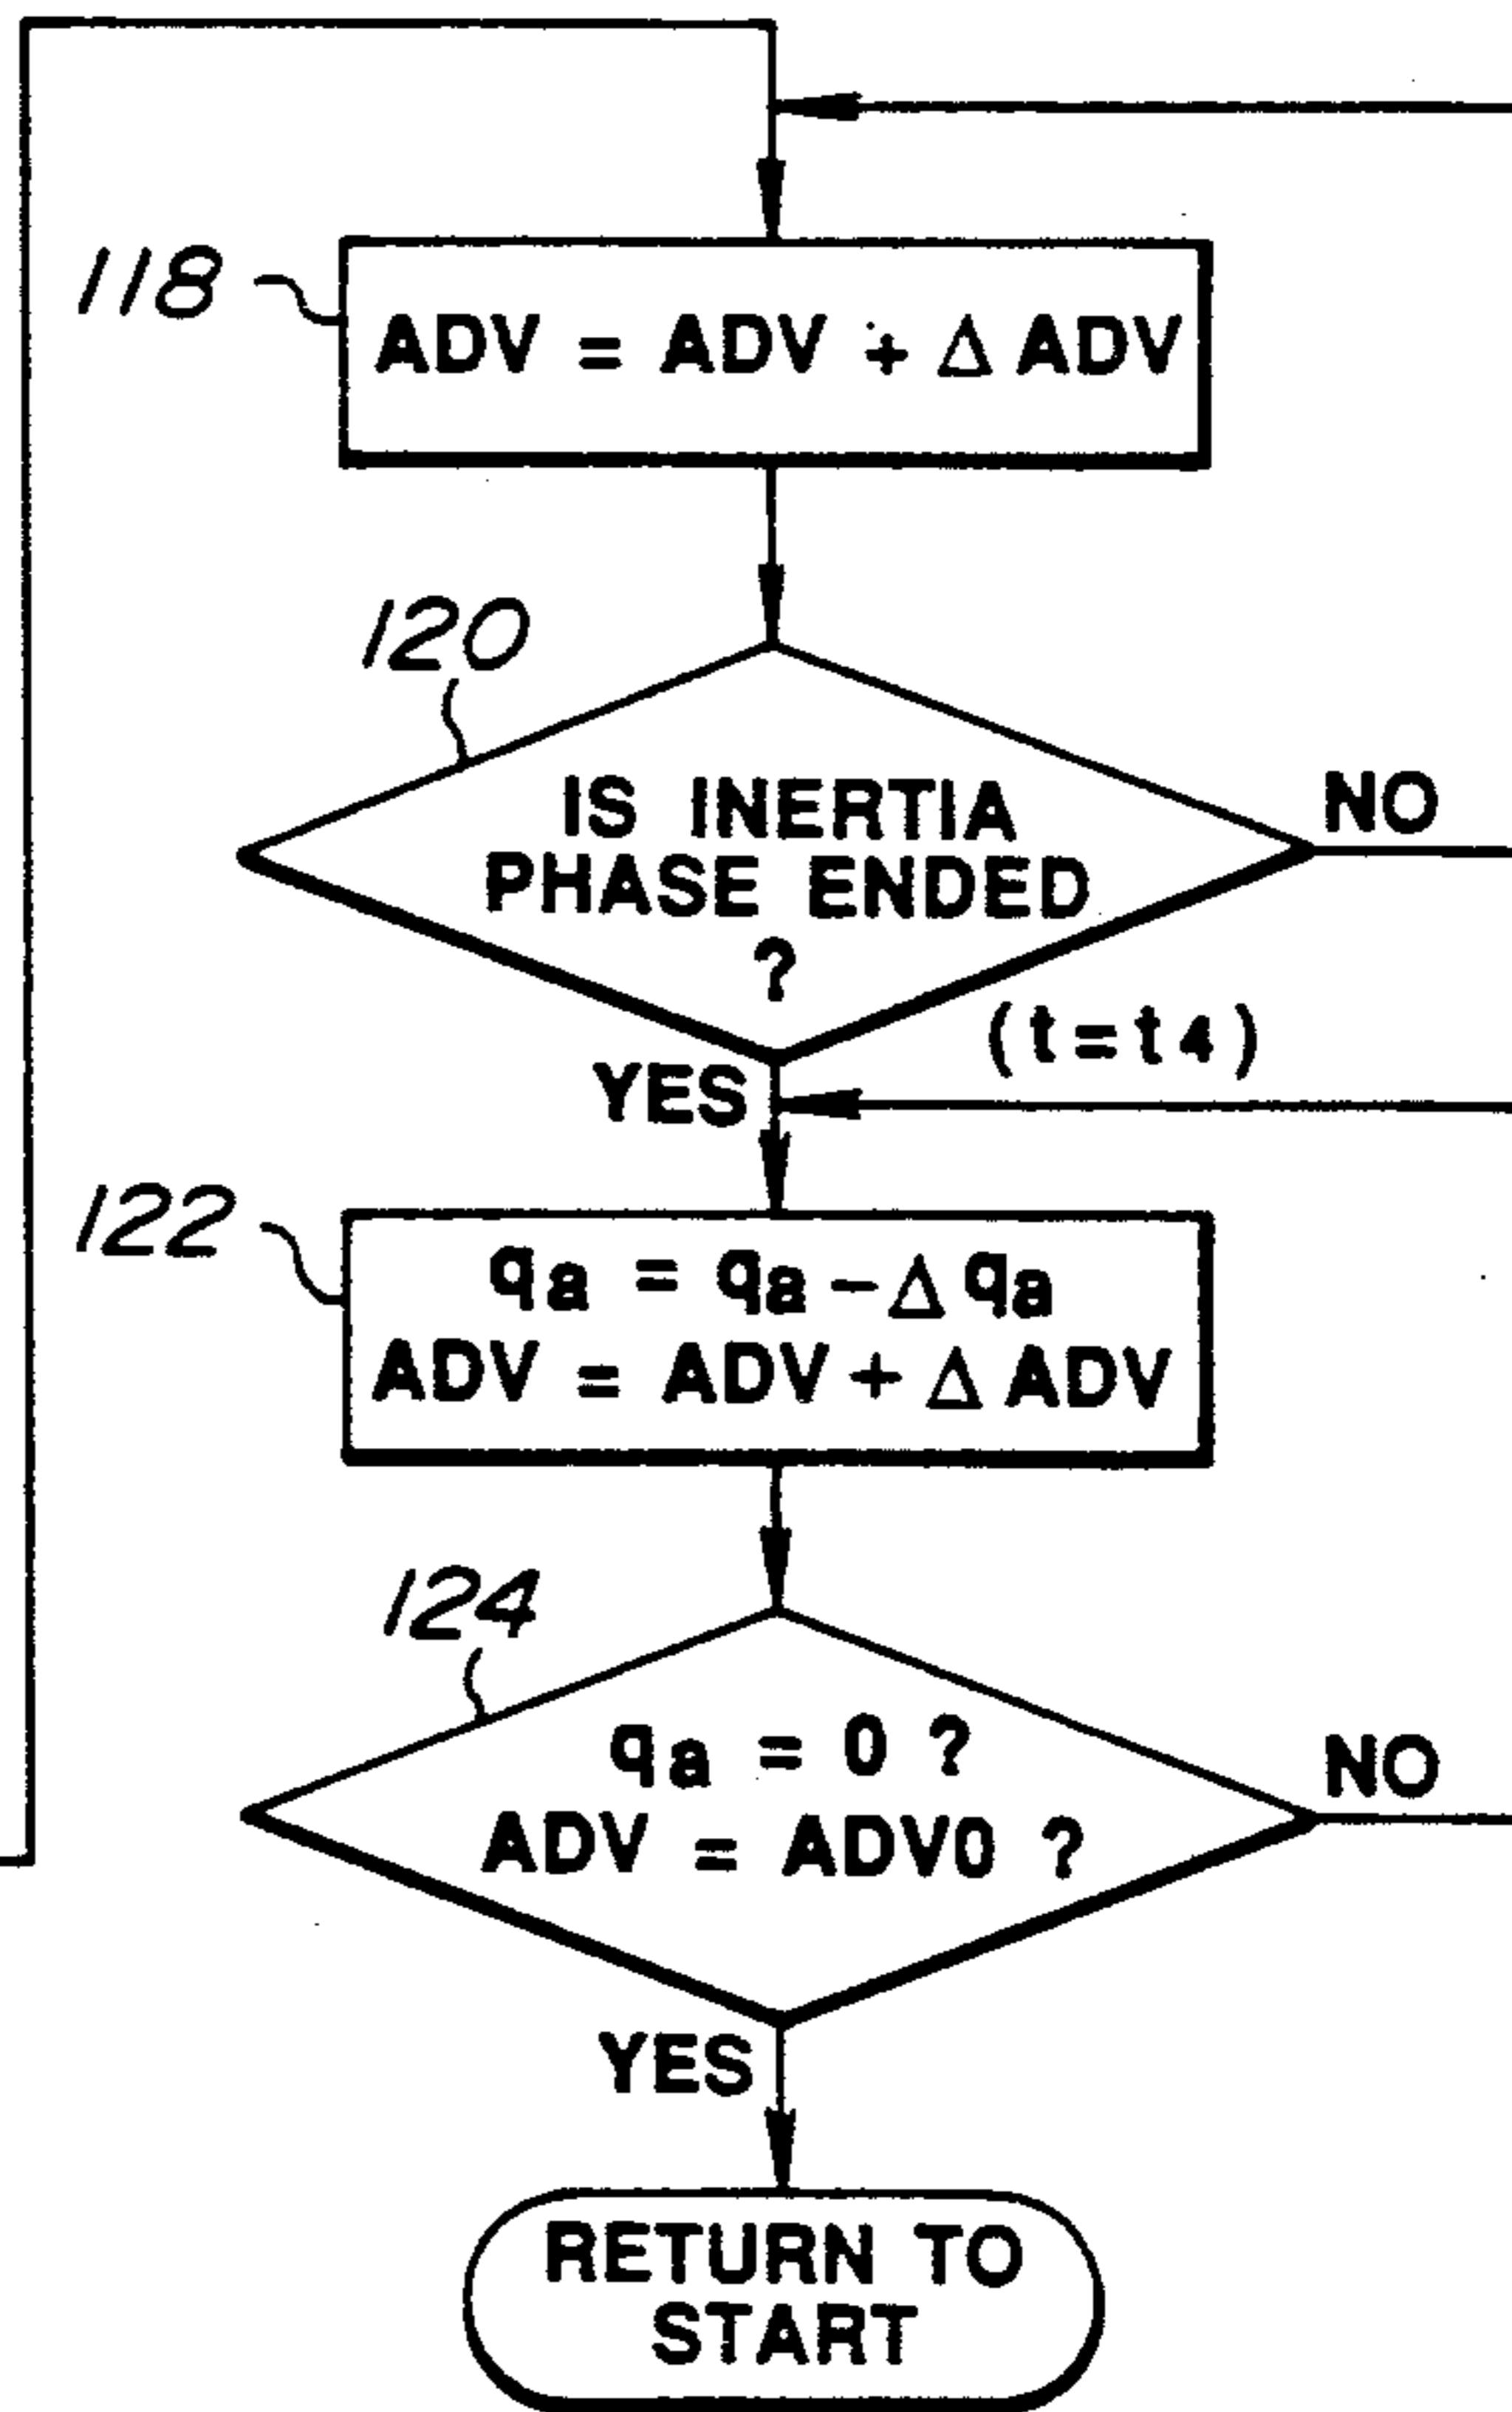 118
ADV = ADV + Δ ADV
120
IS INERTIA
PHASE ENDED
?
NO
(t=t4)
YES
122
qa = qa - Δ qa
ADV = ADV + Δ ADV
124
qa = 0 ?
ADV = ADV0 ?
NO
YES
RETURN TO
START